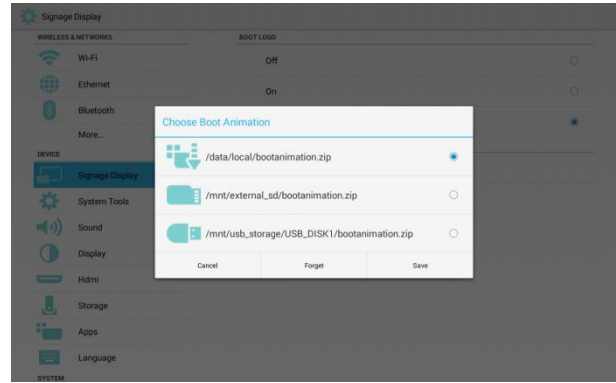 Signage Display
WIRELESS & NETWORKS
Wi-Fi
Ethernet
Bluetooth
More...
DEVICE
Signage Display
System Tools
Sound
Display
Hdmi
Storage
Apps
Language
SYSTEM
BOOT LOGO
Off
On
Choose Boot Animation
/data/local/bootanimation.zip
/mnt/external_sd/bootanimation.zip
/mnt/usb_storage/USB_DISK1/bootanimation.zip
Cancel Forget Save